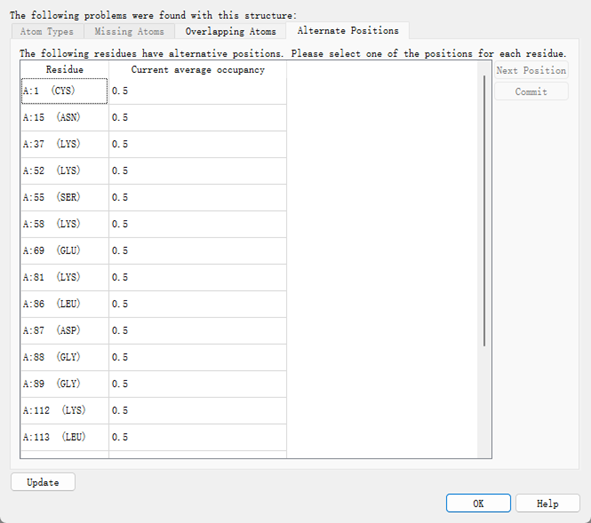 The following problems were found with this structure:
Atom Types Missing Atoms Overlapping Atoms Alternate Positions
The following residues have alternative positions. Please select one of the positions for each residue.
Residue Current average occupancy Next Position
A:1 (CYS) 0.5 Commit
A:15 (ASN) 0.5
A:37 (LYS) 0.5
A:52 (LYS) 0.5
A:55 (SER) 0.5
A:58 (LYS) 0.5
A:69 (GLU) 0.5
A:81 (LYS) 0.5
A:86 (LEU) 0.5
A:87 (ASP) 0.5
A:88 (GLY) 0.5
A:89 (GLY) 0.5
A:112 (LYS) 0.5
A:113 (LEU) 0.5
Update
OK Help